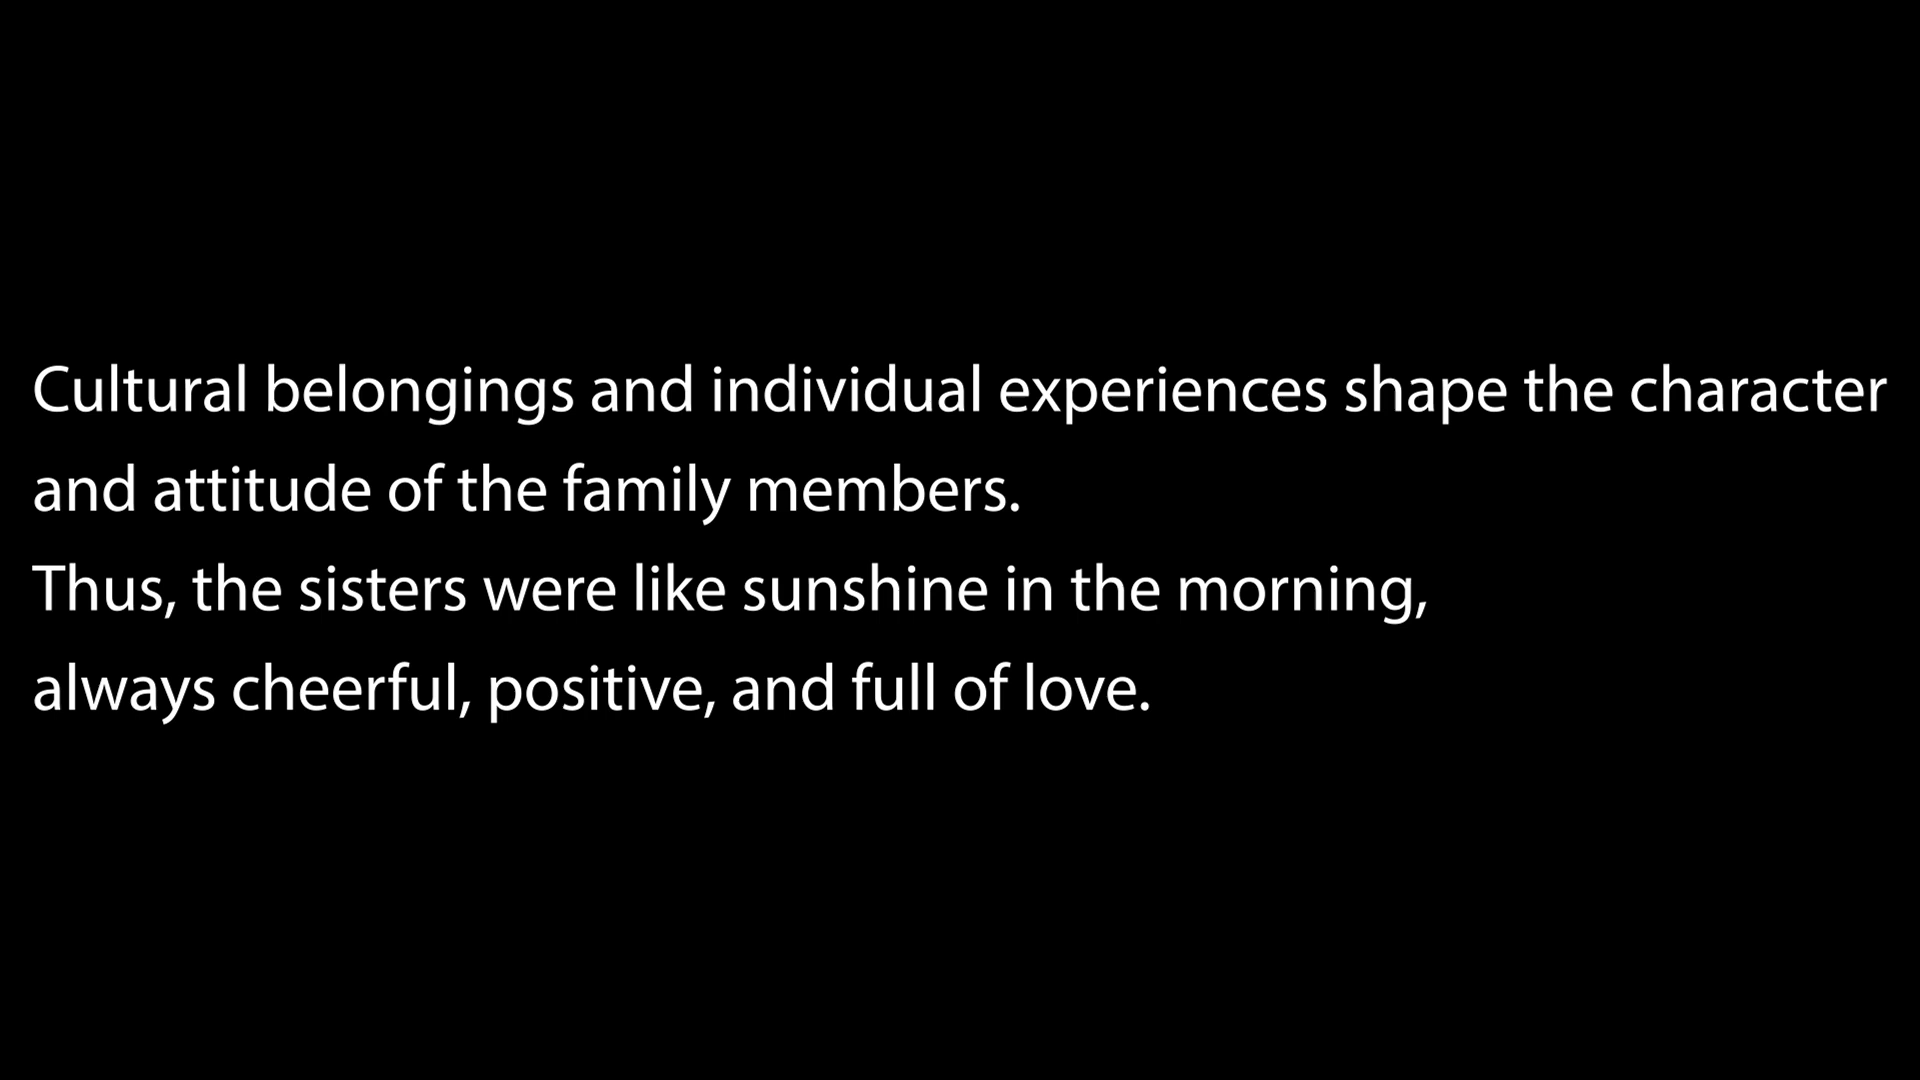 Cultural belongings and individual experiences shape the character
and attitude of the family members.
Thus, the sisters were like sunshine in the morning,
always cheerful, positive, and full of love.